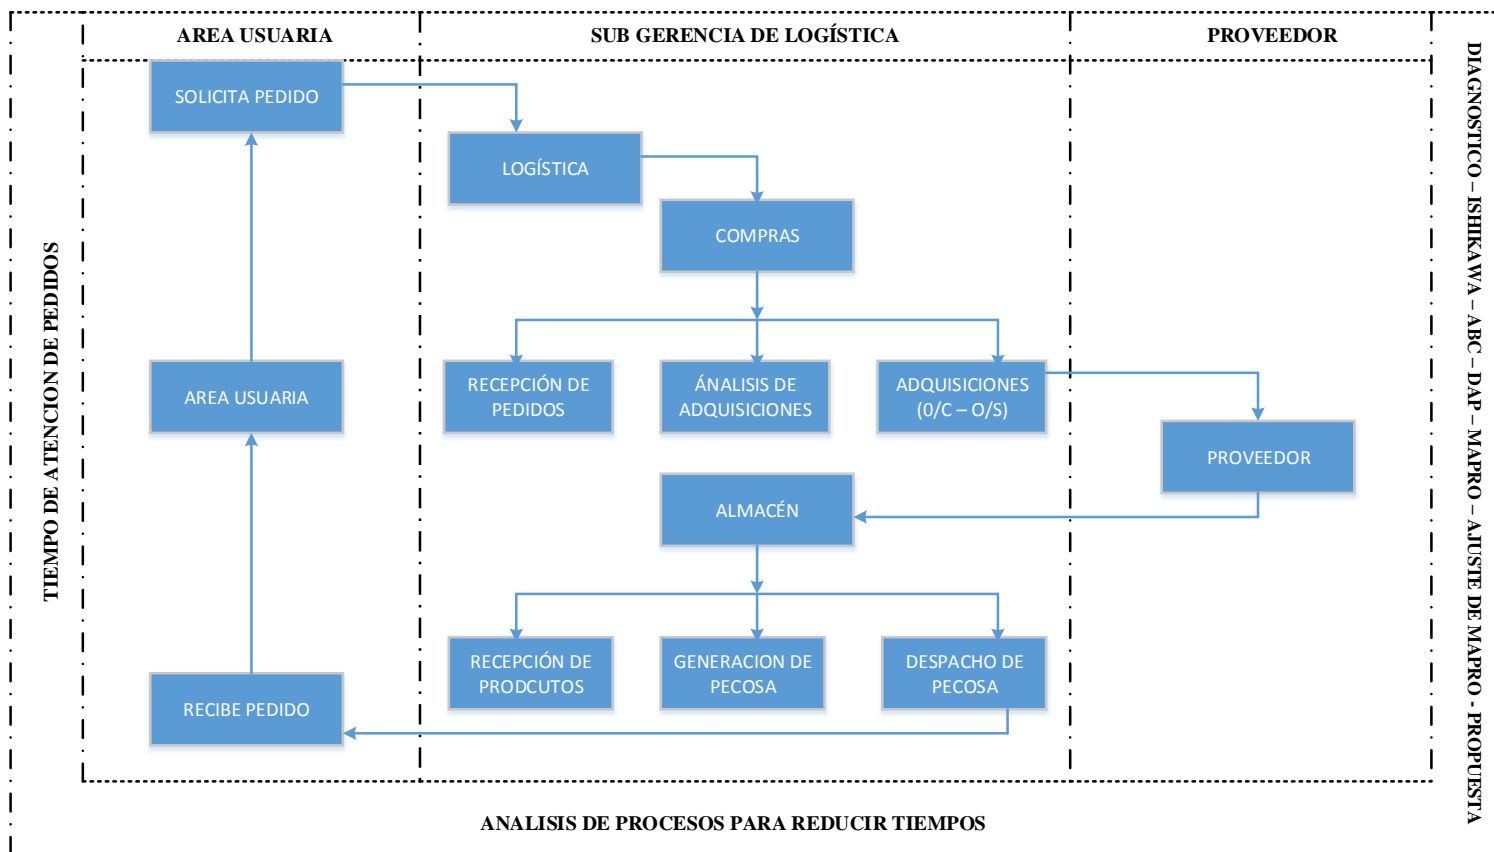 AREA USUARIA
SUB GERENCIA DE LOGÍSTICA
PROVEEDOR
SOLICITA PEDIDO
LOGÍSTICA
COMPRAS
AREA USUARIA
RECEPCIÓN DE
PEDIDOS
ÁNALISIS DE
ADQUISICIONES
ADQUISICIONES
(0/C – O/S)
PROVEEDOR
ALMACÉN
RECEPCIÓN DE
PRODCUTOS
GENERACION DE
PECOSA
DESPACHO DE
PECOSA
RECIBE PEDIDO
TIEMPO DE ATENCION DE PEDIDOS
DIAGNOSTICO – ISHIKAWA – ABC – DAP – MAPRO – AJUSTE DE MAPRO - PROPUESTA
ANALISIS DE PROCESOS PARA REDUCIR TIEMPOS